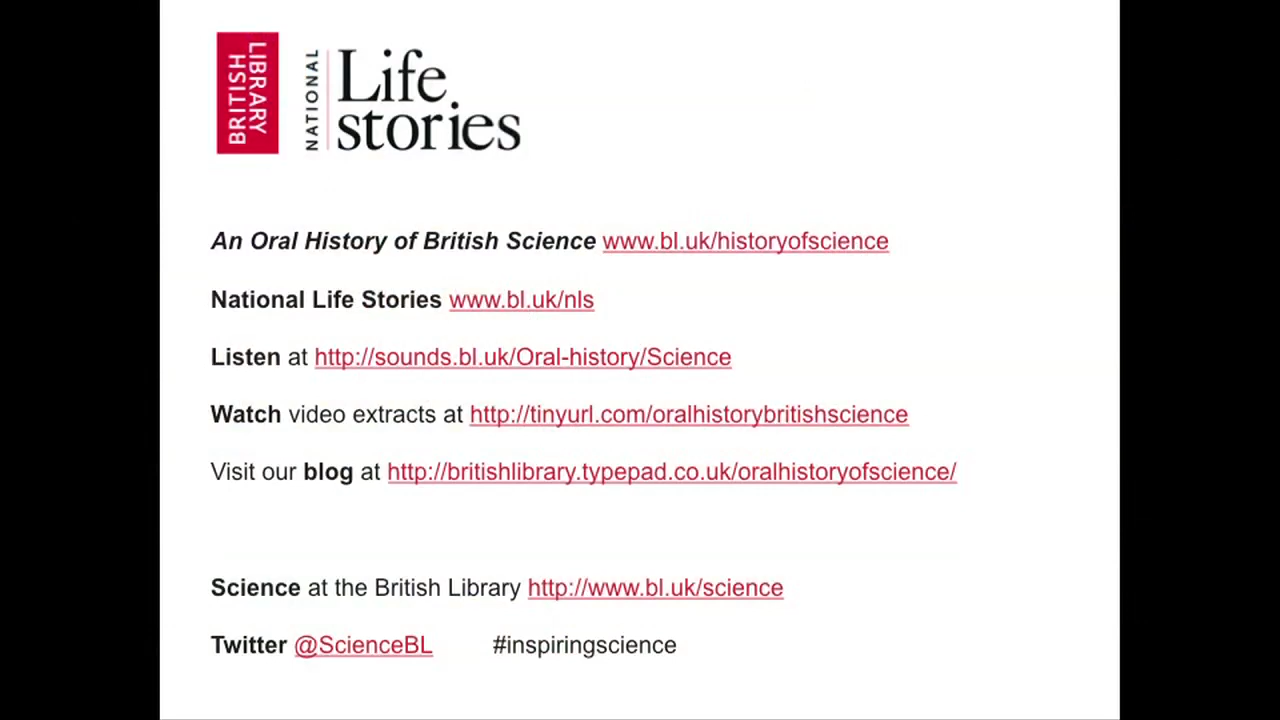 BRITISH
LIBRARY
NATIONAL
Life
stories
An Oral History of British Science www.bl.uk/historyofscience
National Life Stories www.bl.uk/nls
Listen at http://sounds.bl.uk/Oral-history/Science
Watch video extracts at http://tinyurl.com/oralhistorybritishscience
Visit our blog at http://britishlibrary.typepad.co.uk/oralhistoryofscience/
Science at the British Library http://www.bl.uk/science
Twitter @ScienceBL #inspiringscience